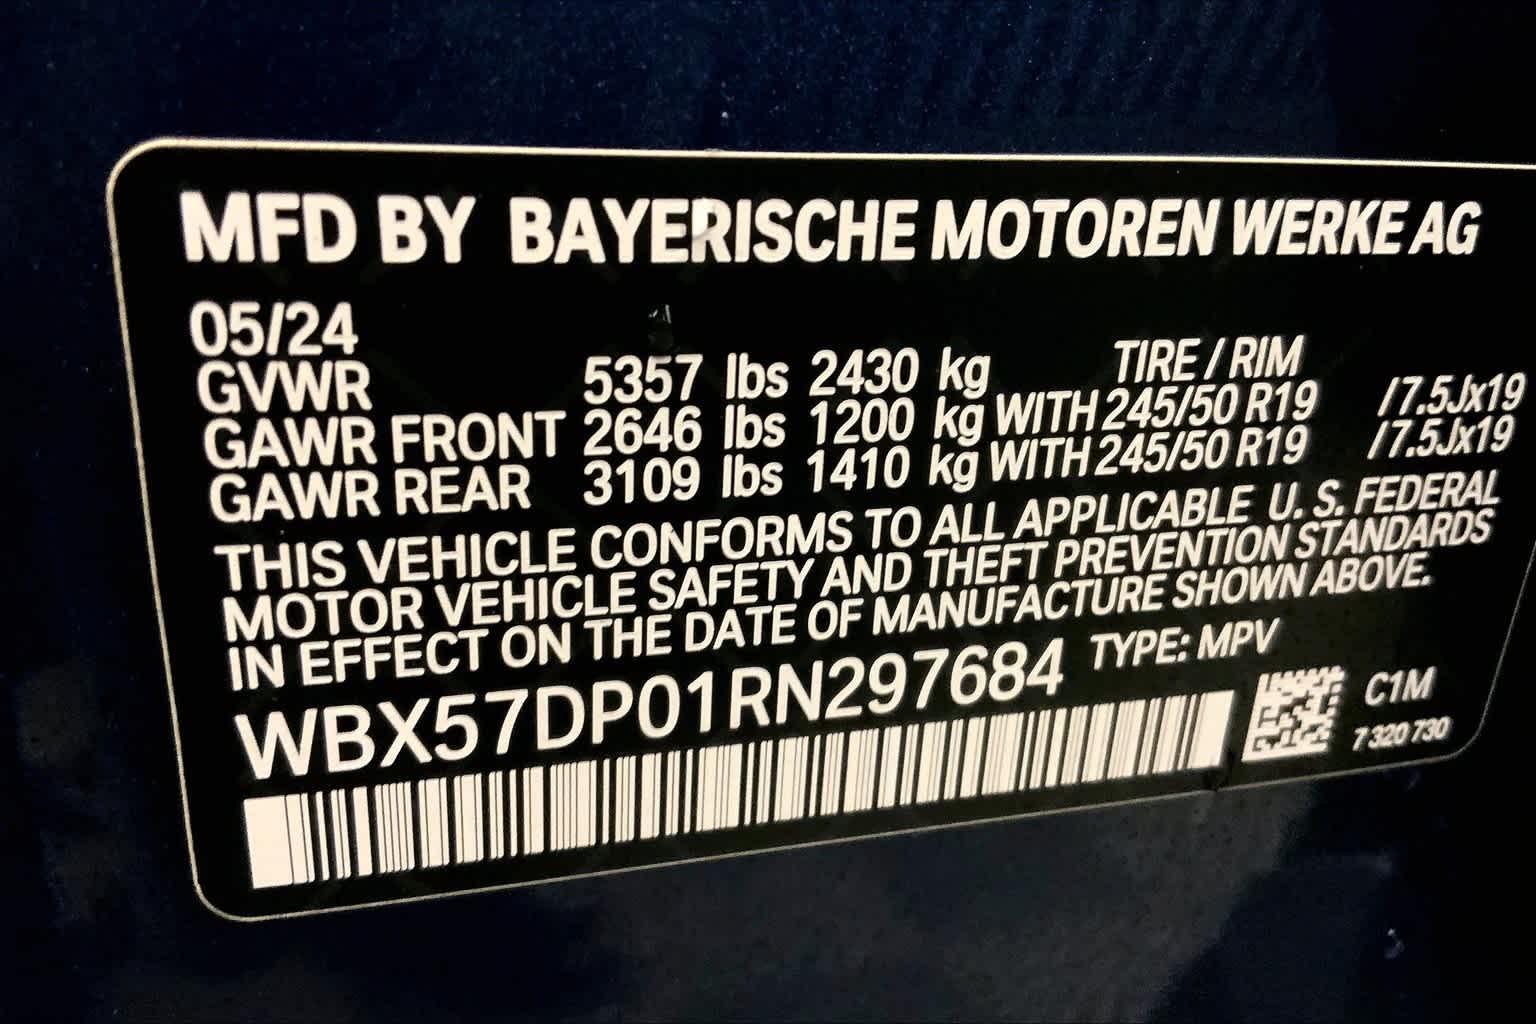 MFD BY BAYERISCHE MOTOREN WERKE AG
05/24
GVWR 5357 lbs 2430 kg TIRE / RIM
GAWR FRONT 2646 lbs 1200 kg WITH 245/50 R19 /7.5Jx19
GAWR REAR 3109 lbs 1410 kg WITH 245/50 R19 /7.5Jx19
THIS VEHICLE CONFORMS TO ALL APPLICABLE U. S. FEDERAL
MOTOR VEHICLE SAFETY AND THEFT PREVENTION STANDARDS
IN EFFECT ON THE DATE OF MANUFACTURE SHOWN ABOVE.
WBX57DP01RN297684 TYPE: MPV
C1M
7 320 730